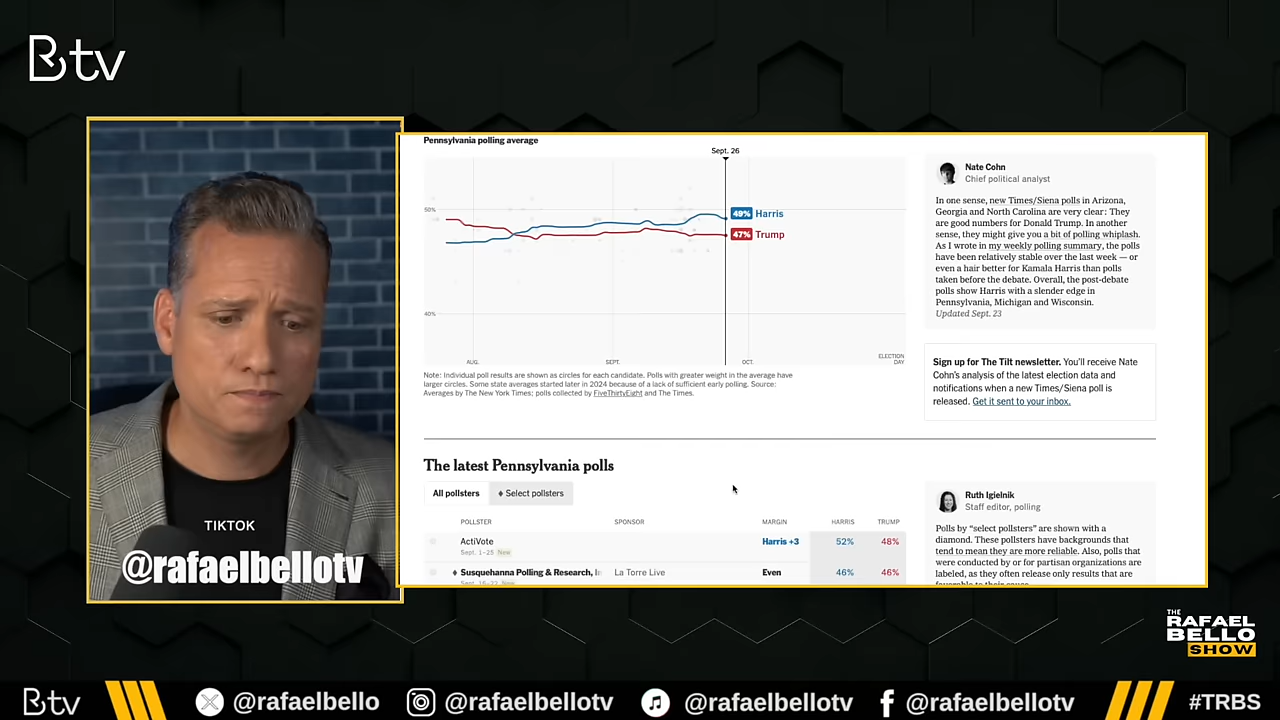 Btv
TIKTOK
@rafaelbellotv
Pennsylvania polling average
Sept. 26
50%
49% Harris
47% Trump
40%
AUG.
SEPT.
OCT.
ELECTION
DAY
Note: Individual poll results are shown as circles for each candidate. Polls with greater weight in the average have
larger circles. Some state averages started later in 2024 because of a lack of sufficient early polling. Source:
Averages by The New York Times; polls collected by FiveThirtyEight and The Times.
Nate Cohn
Chief political analyst
In one sense, new Times/Siena polls in Arizona,
Georgia and North Carolina are very clear: They
are good numbers for Donald Trump. In another
sense, they might give you a bit of polling whiplash.
As I wrote in my weekly polling summary, the polls
have been relatively stable over the last week — or
even a hair better for Kamala Harris than polls
taken before the debate. Overall, the post-debate
polls show Harris with a slender edge in
Pennsylvania, Michigan and Wisconsin.
Updated Sept. 23
Sign up for The Tilt newsletter. You'll receive Nate
Cohn's analysis of the latest election data and
notifications when a new Times/Siena poll is
released. Get it sent to your inbox.
The latest Pennsylvania polls
All pollsters
Select pollsters
POLLSTER SPONSOR MARGIN HARRIS TRUMP
ActiVote Harris +3 52% 48%
Sept. 1-25 New
Susquehanna Polling & Research, La Torre Live Even 46% 46%
Sept. 16-22 New
Ruth Igielnik
Staff editor, polling
Polls by “select pollsters” are shown with a
diamond. These pollsters have backgrounds that
tend to mean they are more reliable. Also, polls that
were conducted by or for partisan organizations are
labeled, as they often release only results that are
favorable to their cause.
THE
RAFAEL
BELLO
SHOW
Btv
@rafaelbello
@rafaelbellotv
@rafaelbellotv
@rafaelbellotv
#TRBS